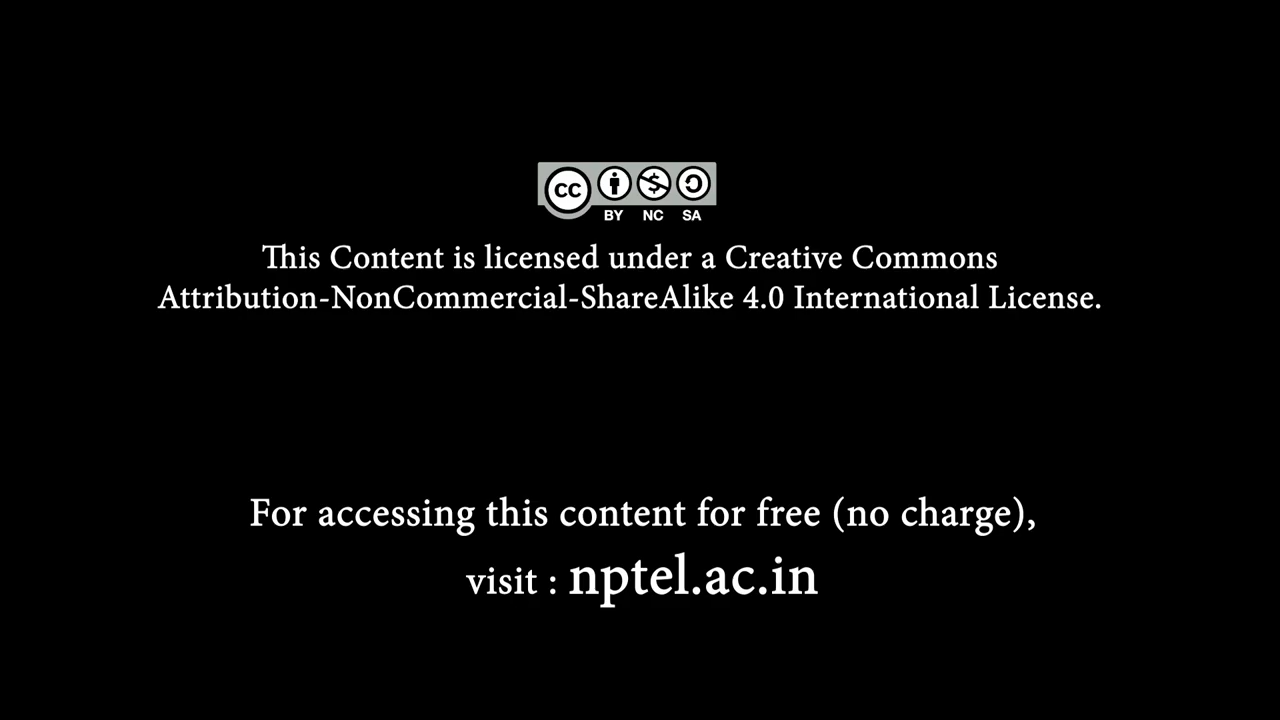 CC BY NC SA
This Content is licensed under a Creative Commons
Attribution-NonCommercial-ShareAlike 4.0 International License.
For accessing this content for free (no charge),
visit : nptel.ac.in